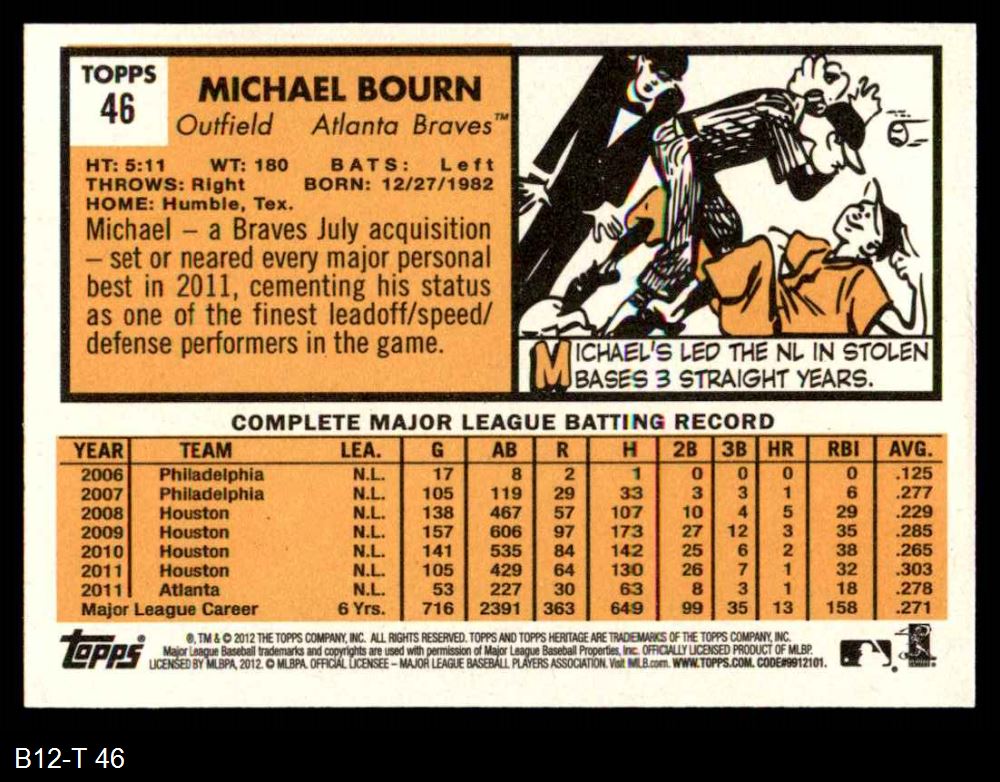 TOPPS
46
MICHAEL BOURN
Outfield Atlanta Braves™
HT: 5:11 WT: 180 BATS: Left
THROWS: Right BORN: 12/27/1982
HOME: Humble, Tex.
Michael – a Braves July acquisition
– set or neared every major personal
best in 2011, cementing his status
as one of the finest leadoff/speed/
defense performers in the game.
MICHAEL'S LED THE NL IN STOLEN
BASES 3 STRAIGHT YEARS.
COMPLETE MAJOR LEAGUE BATTING RECORD
YEAR TEAM LEA. G AB R H 2B 3B HR RBI AVG.
2006 Philadelphia N.L. 17 8 2 1 0 0 0 0 .125
2007 Philadelphia N.L. 105 119 29 33 3 3 1 6 .277
2008 Houston N.L. 138 467 57 107 10 4 5 29 .229
2009 Houston N.L. 157 606 97 173 27 12 3 35 .285
2010 Houston N.L. 141 535 84 142 25 6 2 38 .265
2011 Houston N.L. 105 429 64 130 26 7 1 32 .303
2011 Atlanta N.L. 53 227 30 63 8 3 1 18 .278
Major League Career 6 Yrs. 716 2391 363 649 99 35 13 158 .271
topps
®, TM & © 2012 THE TOPPS COMPANY, INC. ALL RIGHTS RESERVED. TOPPS AND TOPPS HERITAGE ARE TRADEMARKS OF THE TOPPS COMPANY, INC.
Major League Baseball trademarks and copyrights are used with permission of Major League Baseball Properties, Inc. OFFICIALLY LICENSED PRODUCT OF MLBP.
LICENSED BY MLBPA, 2012. © MLBPA. OFFICIAL LICENSEE – MAJOR LEAGUE BASEBALL PLAYERS ASSOCIATION. Visit MLB.com. WWW.TOPPS.COM. CODE#9912101.
B12-T 46